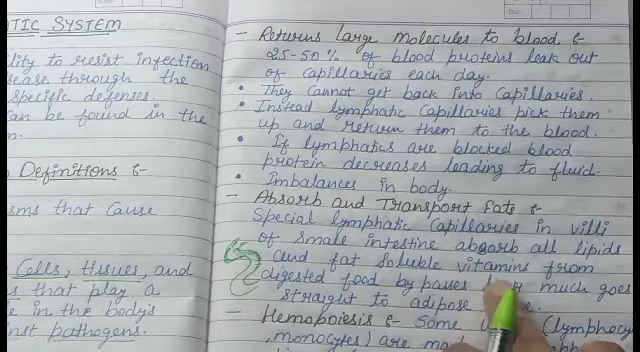 TIC SYSTEM
lity to resist infection
sease through the
specific defenses.
can be found in the
Definitions :-
sms that cause
Cells, tissues, and
s that play a
e in the body's
nst pathogens.
- Returns large molecules to blood :-
25-50% of blood proteins leak out
of capillaries each day.
• They cannot get back into capillaries.
• Instead lymphatic capillaries pick them
up and return them to the blood.
• If lymphatics are blocked blood
protein decreases leading to fluid.
• Imbalances in body.
- Absorb and Transport fats :-
Special lymphatic capillaries in villi
of smale intestine absorb all lipids
and fat soluble vitamins from
digested food by pauses much goes
straight to adipose
- Hemopoiesis :- Some (lymphocy
, monocytes) are ma